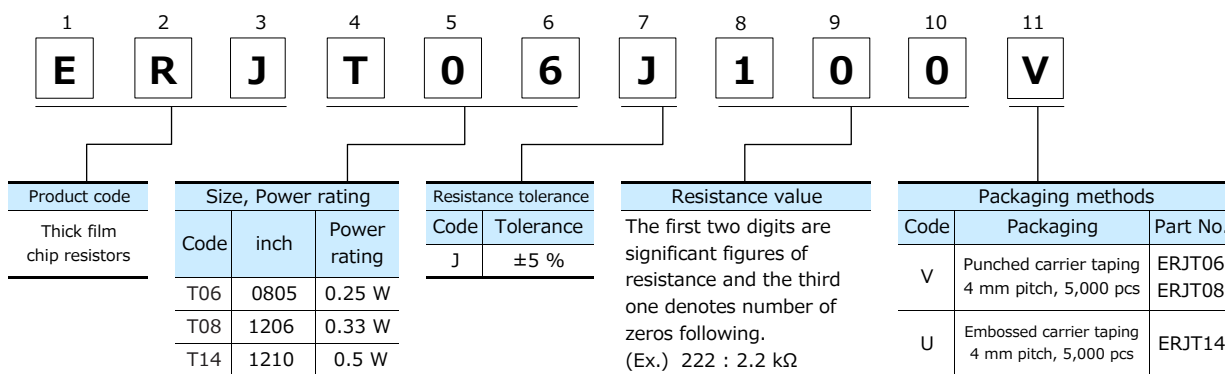 1 2 3 4 5 6 7 8 9 10 11
E R J T 0 6 J 1 0 0 V
Product code
Thick film
chip resistors
Size, Power rating
Code inch Power rating
T06 0805 0.25 W
T08 1206 0.33 W
T14 1210 0.5 W
Resistance tolerance
Code Tolerance
J ±5 %
Resistance value
The first two digits are
significant figures of
resistance and the third
one denotes number of
zeros following.
(Ex.) 222 : 2.2 kΩ
Packaging methods
Code Packaging Part No.
V Punched carrier taping ERJT06
4 mm pitch, 5,000 pcs ERJT08
U Embossed carrier taping ERJT14
4 mm pitch, 5,000 pcs